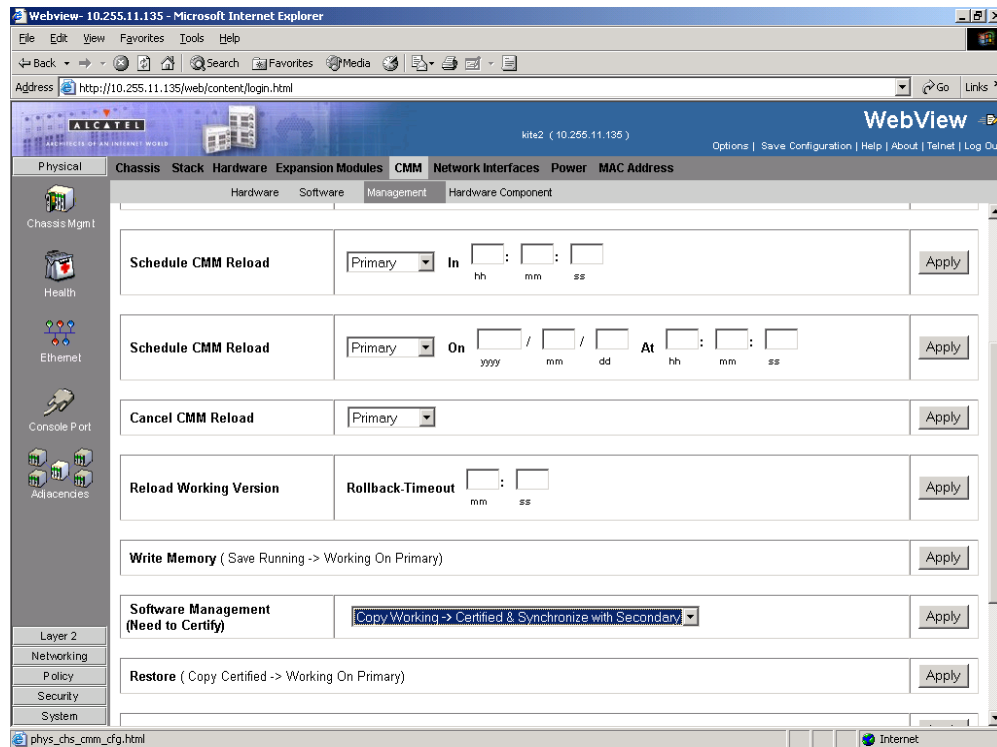 Webview- 10.255.11.135 - Microsoft Internet Explorer
File Edit View Favorites Tools Help
Back Search Favorites Media
Address http://10.255.11.135/web/content/login.html Go Links
ALCATEL
ARCHITECTS OF AN INTERNET WORLD
kite2 ( 10.255.11.135 )
WebView
Options | Save Configuration | Help | About | Telnet | Log Ou
Physical
Chassis Stack Hardware Expansion Modules CMM Network Interfaces Power MAC Address
Hardware Software Management Hardware Component
Chassis Mgmt
Health
Ethernet
Console Port
Adjacencies
Layer 2
Networking
Policy
Security
System
Schedule CMM Reload Primary In : : Apply
hh mm ss
Schedule CMM Reload Primary On / / At : : Apply
yyyy mm dd hh mm ss
Cancel CMM Reload Primary Apply
Reload Working Version Rollback-Timeout : Apply
mm ss
Write Memory ( Save Running -> Working On Primary) Apply
Software Management
(Need to Certify) Copy Working -> Certified & Synchronize with Secondary Apply
Restore ( Copy Certified -> Working On Primary) Apply
phys_chs_cmm_cfg.html Internet